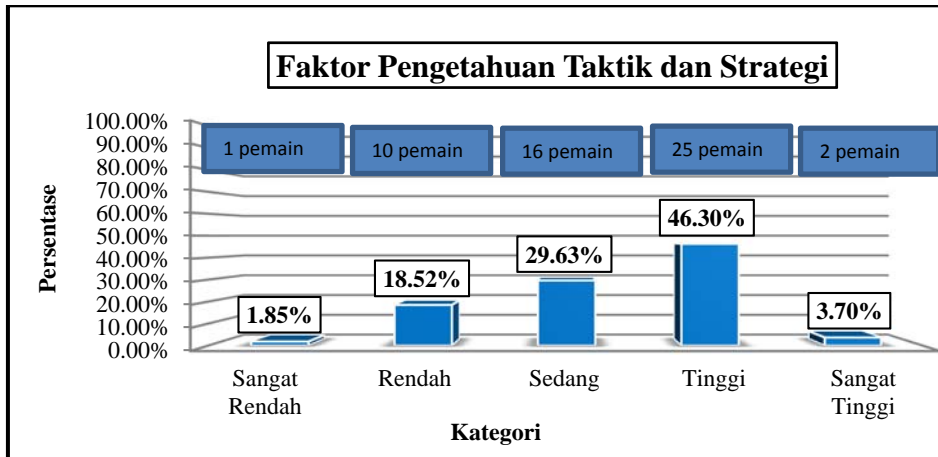 Faktor Pengetahuan Taktik dan Strategi
100.00%
90.00%
80.00%
70.00%
60.00%
50.00%
40.00%
30.00%
20.00%
10.00%
0.00%
Persentase
1 pemain
10 pemain
16 pemain
25 pemain
2 pemain
1.85%
18.52%
29.63%
46.30%
3.70%
Sangat
Rendah
Rendah
Sedang
Tinggi
Sangat
Tinggi
Kategori